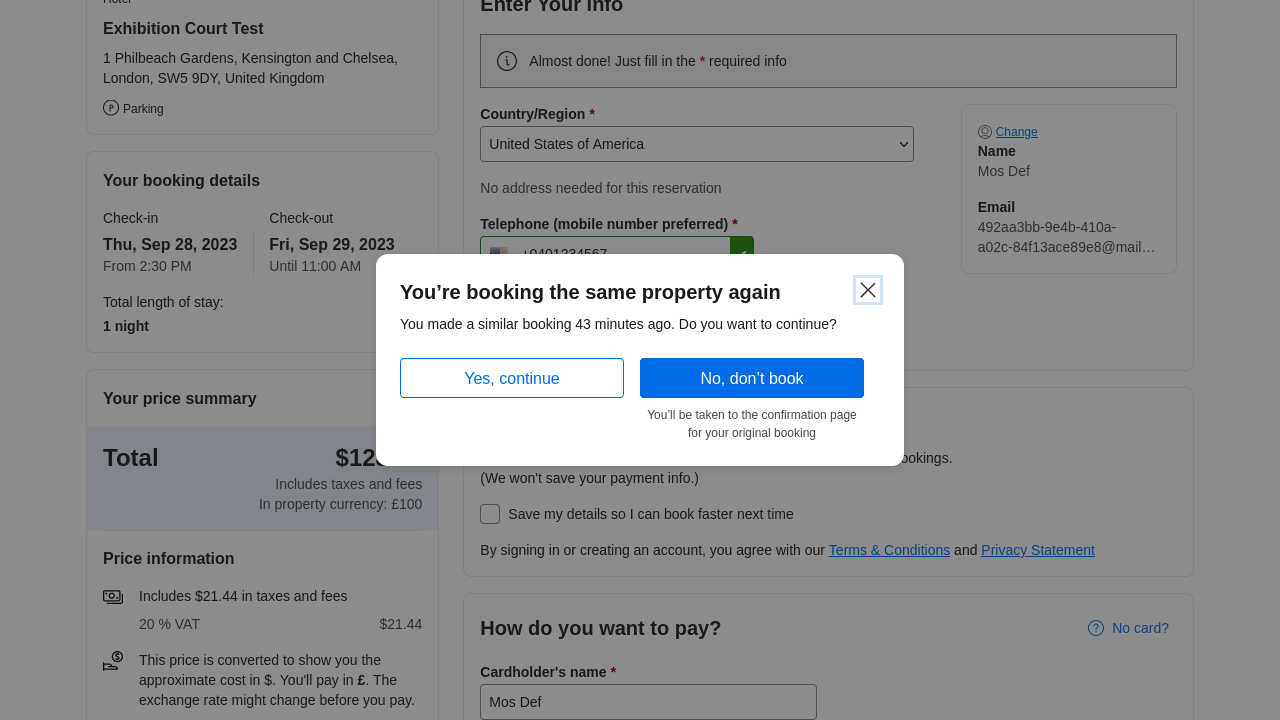 Exhibition Court Test
1 Philbeach Gardens, Kensington and Chelsea,
London, SW5 9DY, United Kingdom
Parking
Your booking details
Check-in
Thu, Sep 28, 2023
From 2:30 PM
Check-out
Fri, Sep 29, 2023
Until 11:00 AM
Total length of stay:
1 night
Your price summary
Total
Includes taxes and fees
In property currency: £100
Price information
Includes $21.44 in taxes and fees
20 % VAT $21.44
This price is converted to show you the
approximate cost in $. You'll pay in £. The
exchange rate might change before you pay.
Enter Your Info
Almost done! Just fill in the * required info
Country/Region *
United States of America
No address needed for this reservation
Telephone (mobile number preferred) *
+0401234567
Change
Name
Mos Def
Email
492aa3bb-9e4b-410a-
a02c-84f13ace89e8@mail…
You’re booking the same property again
You made a similar booking 43 minutes ago. Do you want to continue?
Yes, continue
No, don’t book
You’ll be taken to the confirmation page
for your original booking
(We won't save your payment info.)
Save my details so I can book faster next time
By signing in or creating an account, you agree with our Terms & Conditions and Privacy Statement
How do you want to pay?
No card?
Cardholder's name *
Mos Def